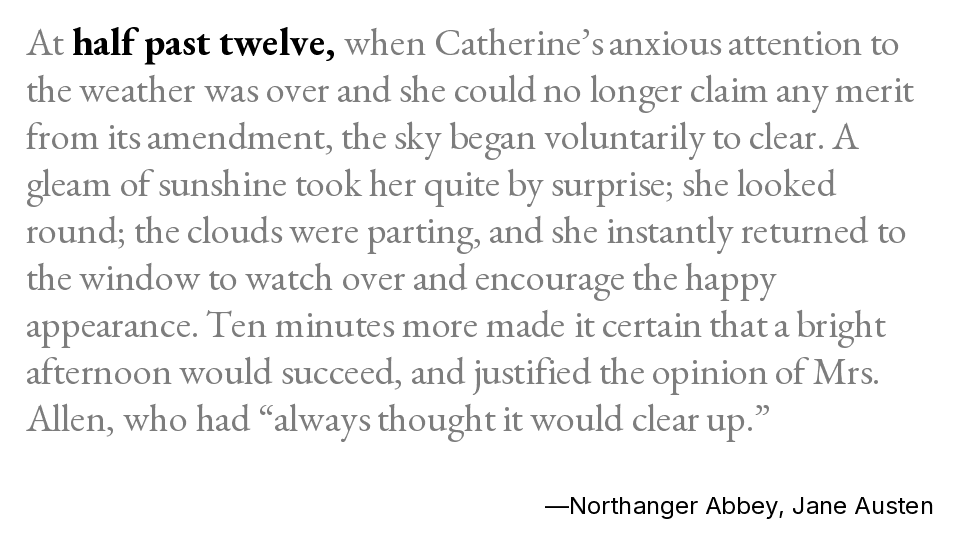 At half past twelve, when Catherine’s anxious attention to
the weather was over and she could no longer claim any merit
from its amendment, the sky began voluntarily to clear. A
gleam of sunshine took her quite by surprise; she looked
round; the clouds were parting, and she instantly returned to
the window to watch over and encourage the happy
appearance. Ten minutes more made it certain that a bright
afternoon would succeed, and justified the opinion of Mrs.
Allen, who had “always thought it would clear up.”
—Northanger Abbey, Jane Austen